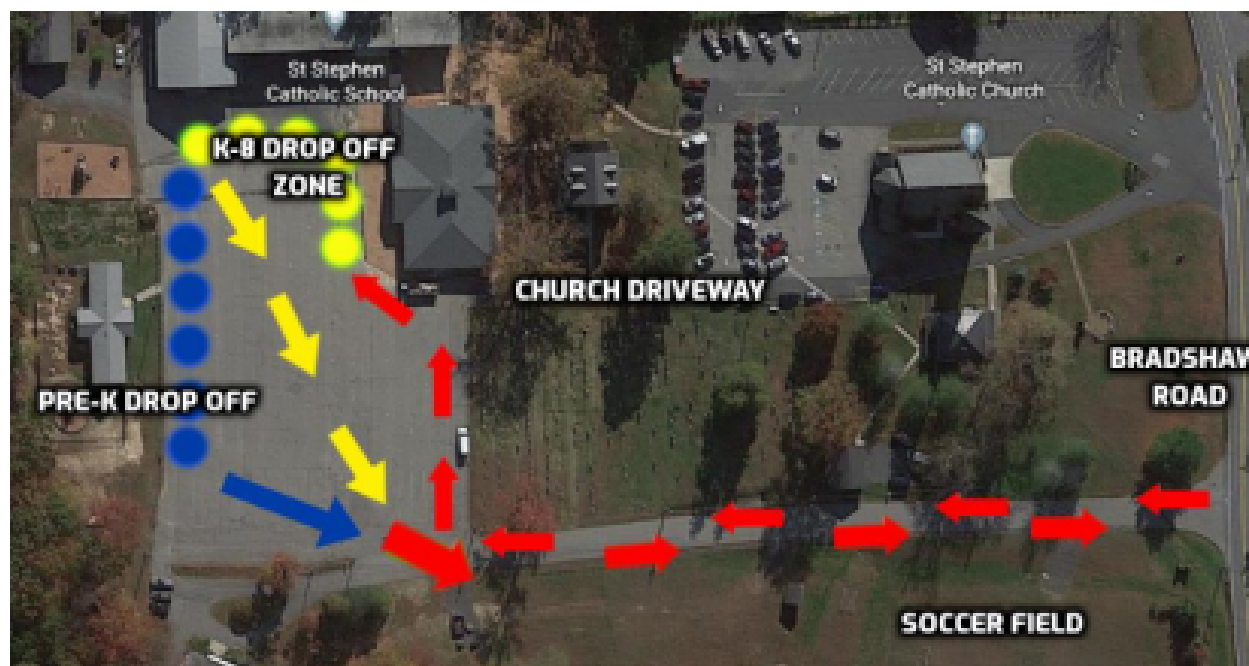 St Stephen
Catholic School
St Stephen
Catholic Church
K-8 DROP OFF
ZONE
CHURCH DRIVEWAY
BRADSHAW
ROAD
PRE-K DROP OFF
SOCCER FIELD